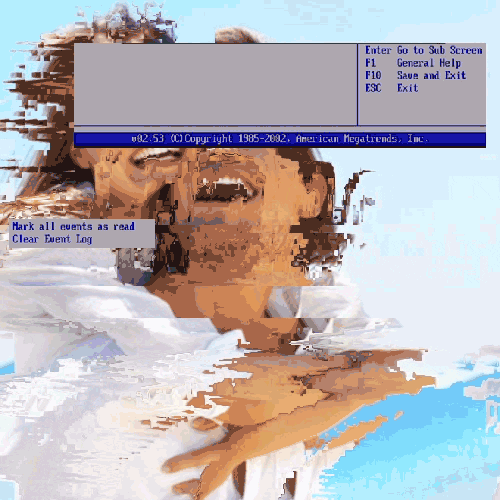 Enter Go to Sub Screen
F1 General Help
F10 Save and Exit
ESC Exit
v02.53 (C)Copyright 1985-2002, American Megatrends, Inc.
Mark all events as read
Clear Event Log